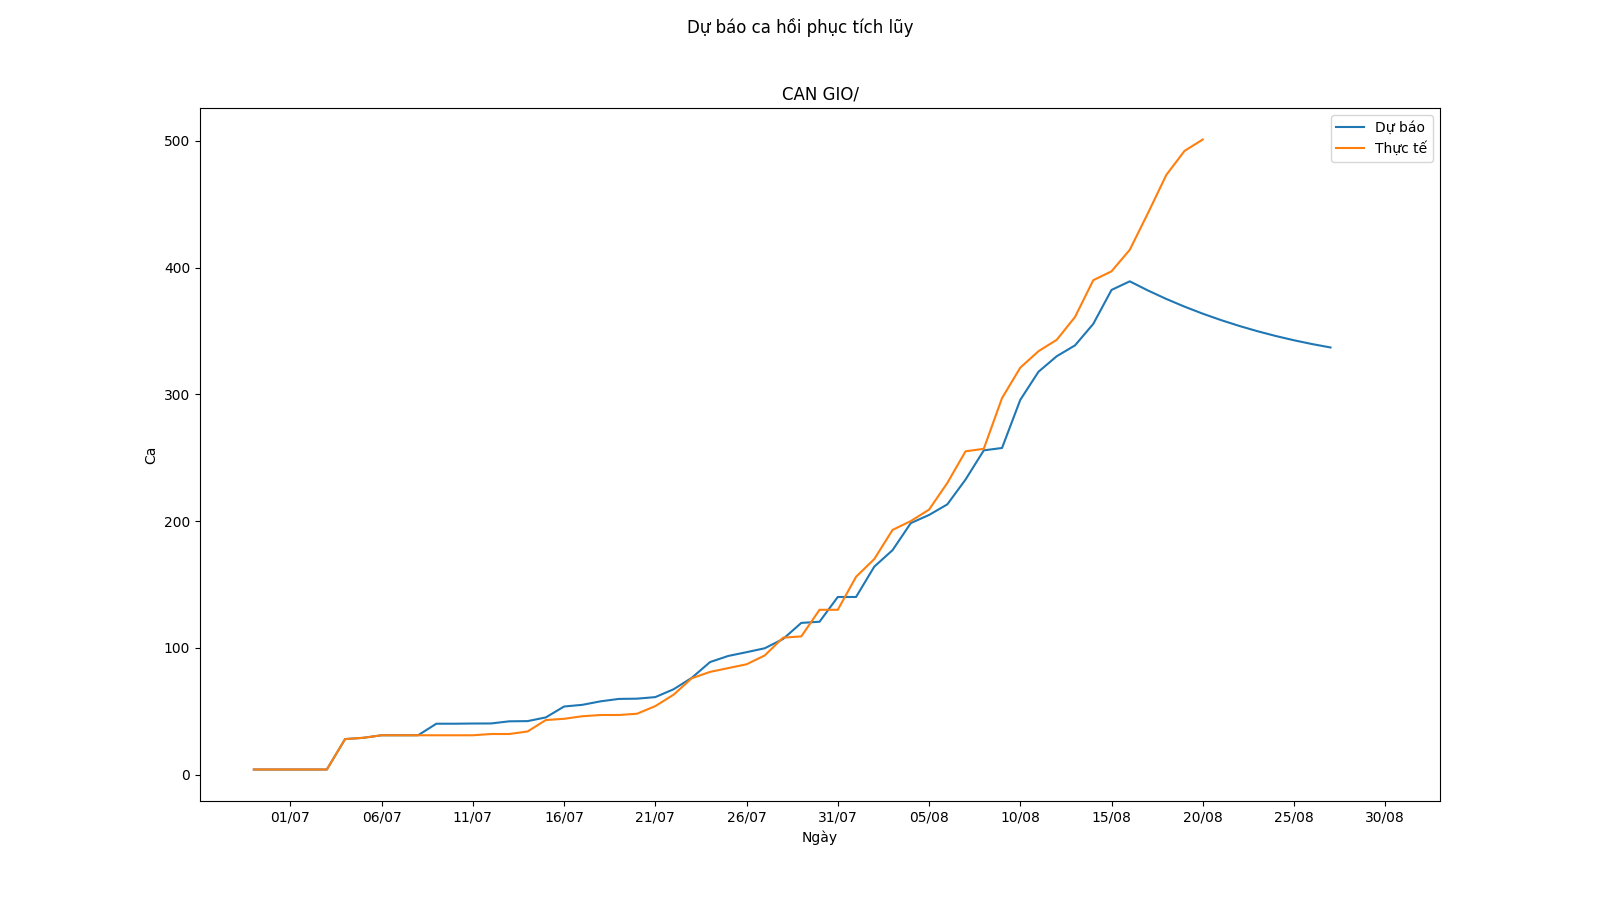 Dự báo ca hồi phục tích lũy
CAN GIO/
Dự báo
Thực tế
500
400
300
200
100
0
Ca
01/07 06/07 11/07 16/07 21/07 26/07 31/07 05/08 10/08 15/08 20/08 25/08 30/08
Ngày